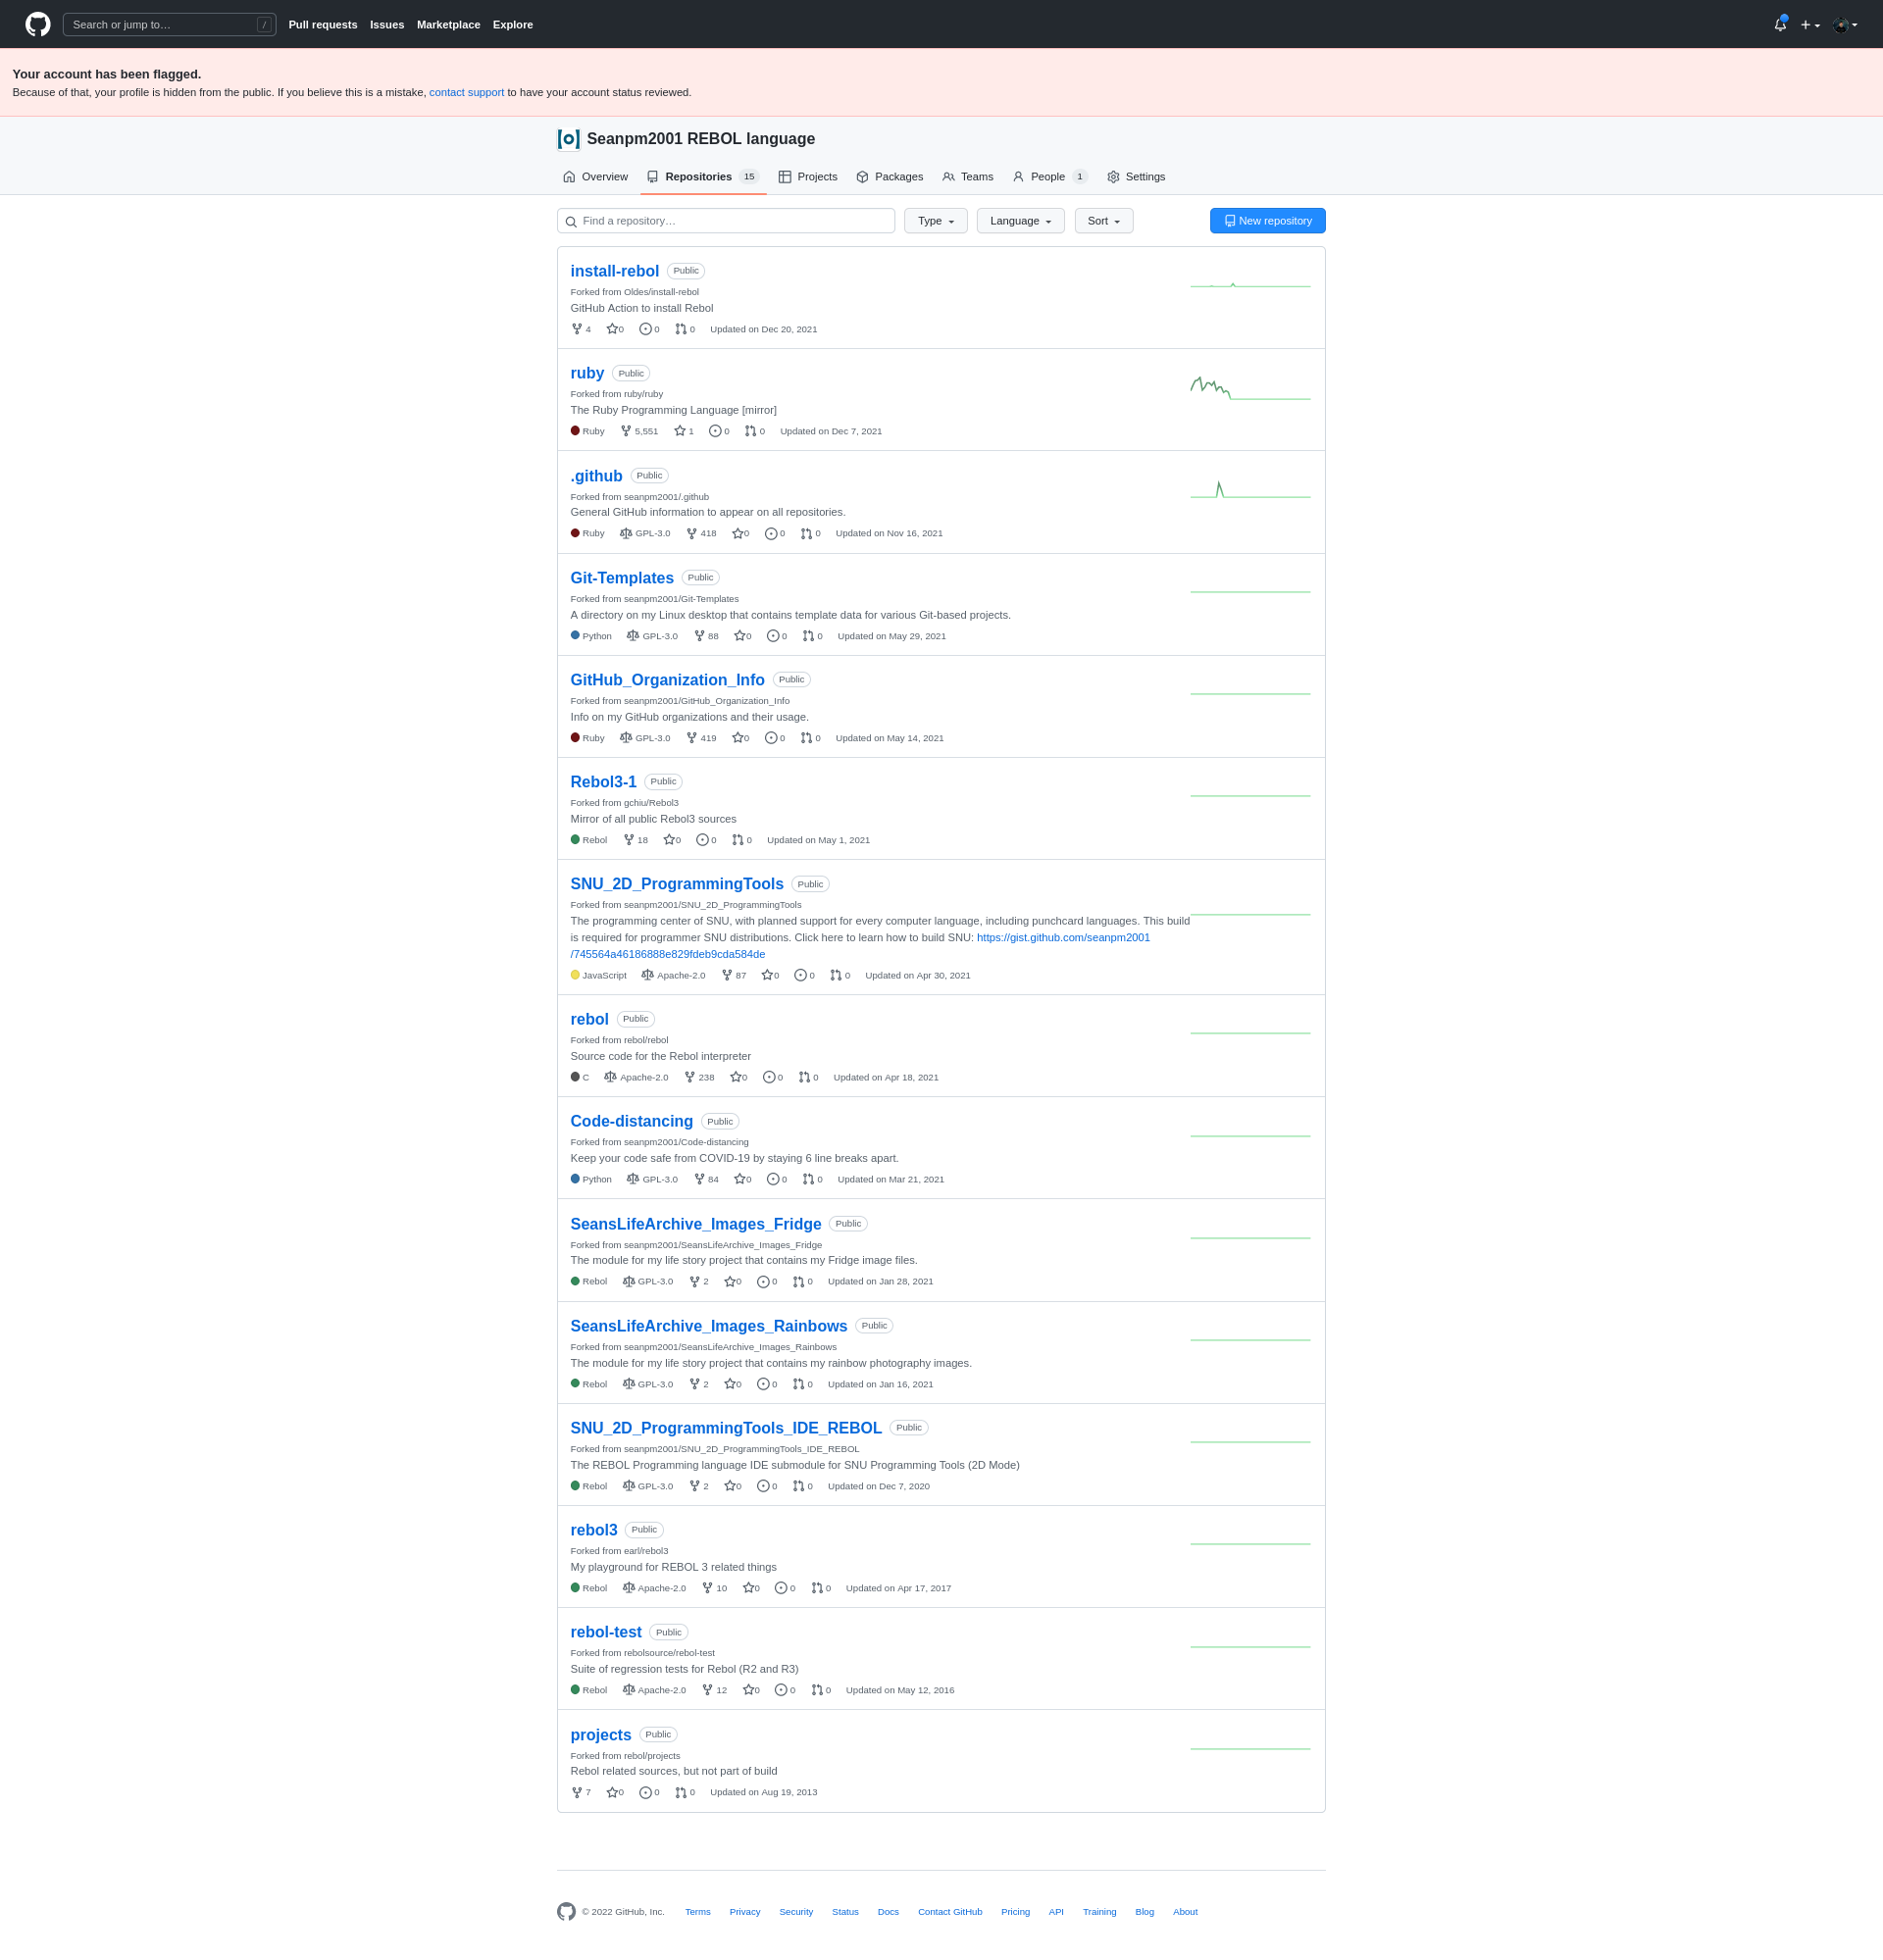 Search or jump to… /
Pull requests Issues Marketplace Explore
Your account has been flagged.
Because of that, your profile is hidden from the public. If you believe this is a mistake, contact support to have your account status reviewed.
Seanpm2001 REBOL language
Overview Repositories 15 Projects Packages Teams People 1 Settings
Find a repository… Type Language Sort New repository
install-rebol Public
Forked from Oldes/install-rebol
GitHub Action to install Rebol
4 0 0 0 Updated on Dec 20, 2021
ruby Public
Forked from ruby/ruby
The Ruby Programming Language [mirror]
Ruby 5,551 1 0 0 Updated on Dec 7, 2021
.github Public
Forked from seanpm2001/.github
General GitHub information to appear on all repositories.
Ruby GPL-3.0 418 0 0 0 Updated on Nov 16, 2021
Git-Templates Public
Forked from seanpm2001/Git-Templates
A directory on my Linux desktop that contains template data for various Git-based projects.
Python GPL-3.0 88 0 0 0 Updated on May 29, 2021
GitHub_Organization_Info Public
Forked from seanpm2001/GitHub_Organization_Info
Info on my GitHub organizations and their usage.
Ruby GPL-3.0 419 0 0 0 Updated on May 14, 2021
Rebol3-1 Public
Forked from gchiu/Rebol3
Mirror of all public Rebol3 sources
Rebol 18 0 0 0 Updated on May 1, 2021
SNU_2D_ProgrammingTools Public
Forked from seanpm2001/SNU_2D_ProgrammingTools
The programming center of SNU, with planned support for every computer language, including punchcard languages. This build
is required for programmer SNU distributions. Click here to learn how to build SNU: https://gist.github.com/seanpm2001
/745564a46186888e829fdeb9cda584de
JavaScript Apache-2.0 87 0 0 0 Updated on Apr 30, 2021
rebol Public
Forked from rebol/rebol
Source code for the Rebol interpreter
C Apache-2.0 238 0 0 0 Updated on Apr 18, 2021
Code-distancing Public
Forked from seanpm2001/Code-distancing
Keep your code safe from COVID-19 by staying 6 line breaks apart.
Python GPL-3.0 84 0 0 0 Updated on Mar 21, 2021
SeansLifeArchive_Images_Fridge Public
Forked from seanpm2001/SeansLifeArchive_Images_Fridge
The module for my life story project that contains my Fridge image files.
Rebol GPL-3.0 2 0 0 0 Updated on Jan 28, 2021
SeansLifeArchive_Images_Rainbows Public
Forked from seanpm2001/SeansLifeArchive_Images_Rainbows
The module for my life story project that contains my rainbow photography images.
Rebol GPL-3.0 2 0 0 0 Updated on Jan 16, 2021
SNU_2D_ProgrammingTools_IDE_REBOL Public
Forked from seanpm2001/SNU_2D_ProgrammingTools_IDE_REBOL
The REBOL Programming language IDE submodule for SNU Programming Tools (2D Mode)
Rebol GPL-3.0 2 0 0 0 Updated on Dec 7, 2020
rebol3 Public
Forked from earl/rebol3
My playground for REBOL 3 related things
Rebol Apache-2.0 10 0 0 0 Updated on Apr 17, 2017
rebol-test Public
Forked from rebolsource/rebol-test
Suite of regression tests for Rebol (R2 and R3)
Rebol Apache-2.0 12 0 0 0 Updated on May 12, 2016
projects Public
Forked from rebol/projects
Rebol related sources, but not part of build
7 0 0 0 Updated on Aug 19, 2013
© 2022 GitHub, Inc. Terms Privacy Security Status Docs Contact GitHub Pricing API Training Blog About